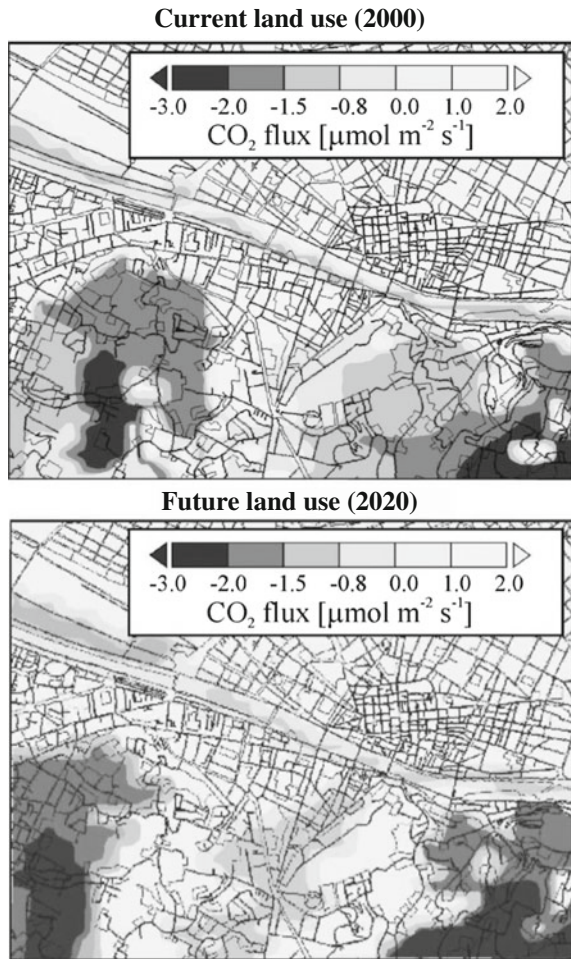 Current land use (2000)
-3.0 -2.0 -1.5 -0.8 0.0 1.0 2.0
CO₂ flux [μmol m⁻² s⁻¹]
Future land use (2020)
-3.0 -2.0 -1.5 -0.8 0.0 1.0 2.0
CO₂ flux [μmol m⁻² s⁻¹]